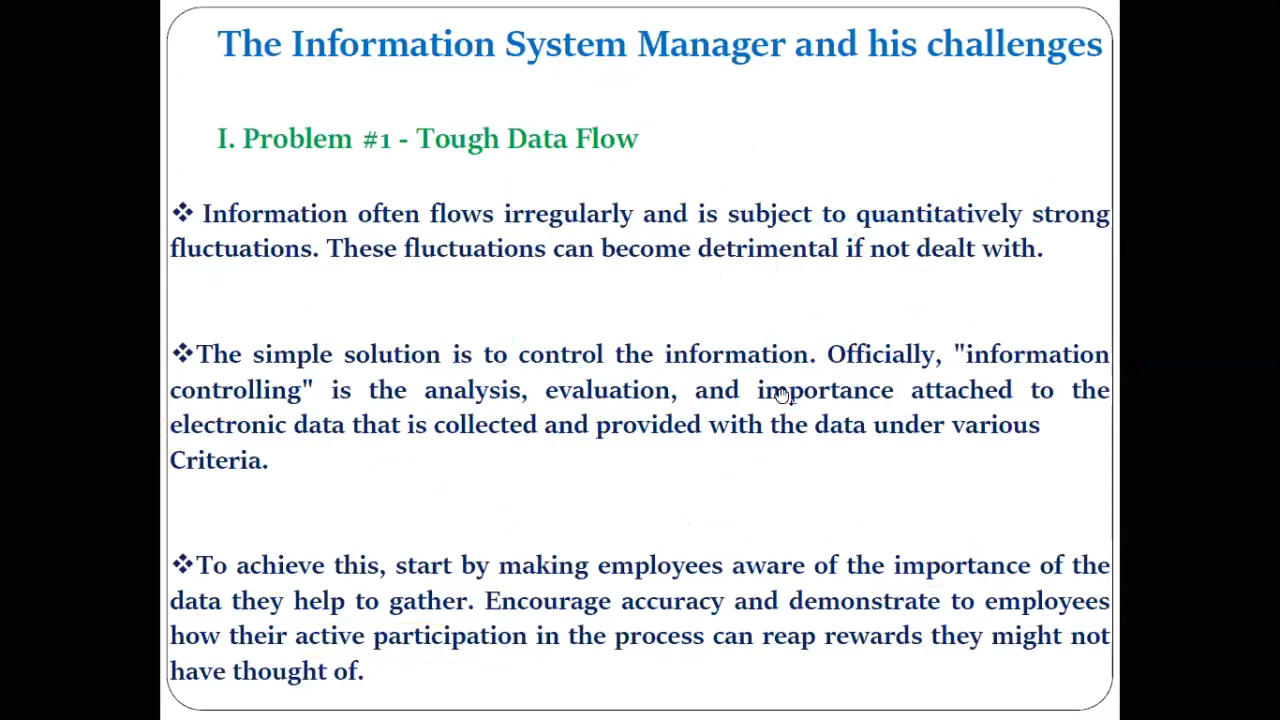 The Information System Manager and his challenges
I. Problem #1 - Tough Data Flow
❖ Information often flows irregularly and is subject to quantitatively strong
fluctuations. These fluctuations can become detrimental if not dealt with.
❖The simple solution is to control the information. Officially, "information
controlling" is the analysis, evaluation, and importance attached to the
electronic data that is collected and provided with the data under various
Criteria.
❖To achieve this, start by making employees aware of the importance of the
data they help to gather. Encourage accuracy and demonstrate to employees
how their active participation in the process can reap rewards they might not
have thought of.